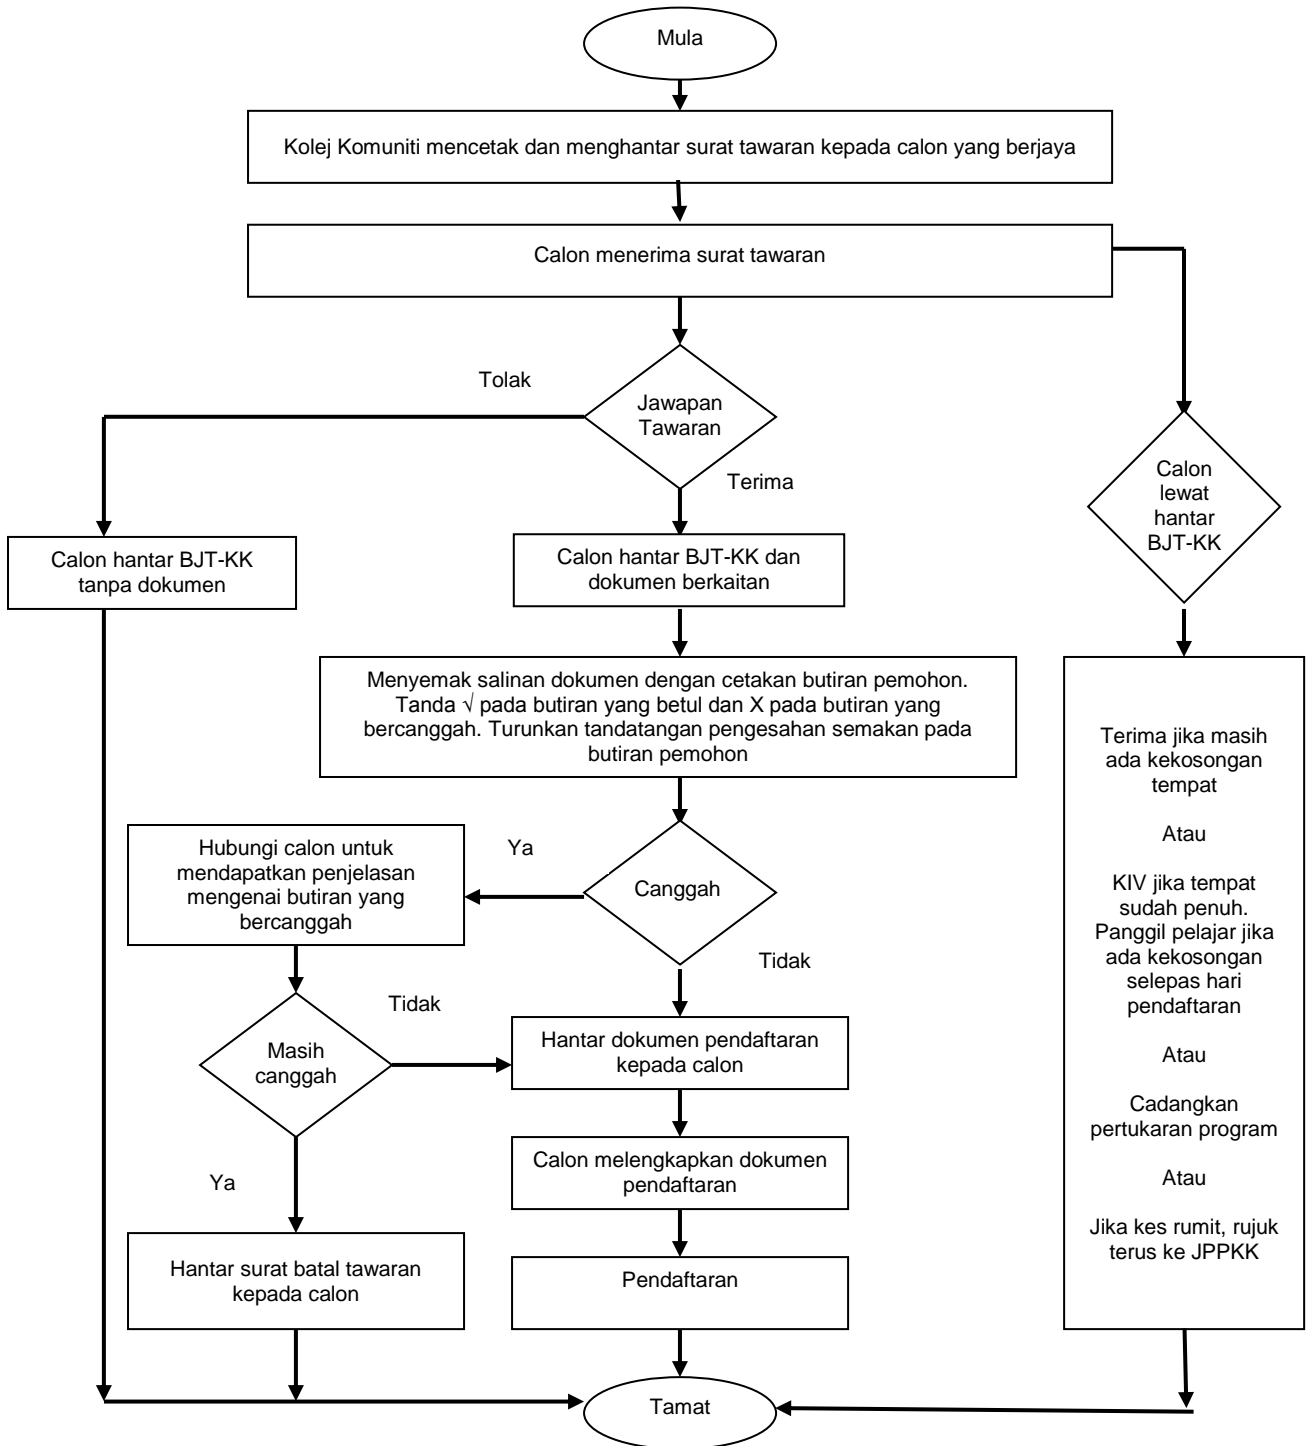 Mula
Kolej Komuniti mencetak dan menghantar surat tawaran kepada calon yang berjaya
Calon menerima surat tawaran
Tolak
Jawapan
Tawaran
Terima
Calon
lewat
hantar
BJT-KK
Calon hantar BJT-KK
tanpa dokumen
Calon hantar BJT-KK dan
dokumen berkaitan
Menyemak salinan dokumen dengan cetakan butiran pemohon.
Tanda √ pada butiran yang betul dan X pada butiran yang
bercanggah. Turunkan tandatangan pengesahan semakan pada
butiran pemohon
Terima jika masih
ada kekosongan
tempat
Atau
KIV jika tempat
sudah penuh.
Panggil pelajar jika
ada kekosongan
selepas hari
pendaftaran
Atau
Cadangkan
pertukaran program
Atau
Jika kes rumit, rujuk
terus ke JPPKK
Hubungi calon untuk
mendapatkan penjelasan
mengenai butiran yang
bercanggah
Ya
Canggah
Tidak
Tidak
Masih
canggah
Hantar dokumen pendaftaran
kepada calon
Ya
Calon melengkapkan dokumen
pendaftaran
Hantar surat batal tawaran
kepada calon
Pendaftaran
Tamat